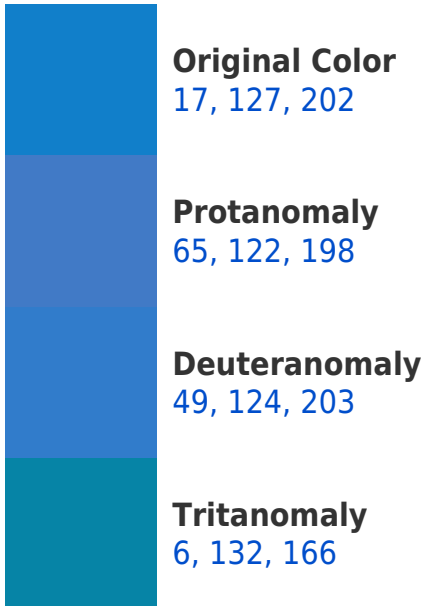 Original Color
17, 127, 202
Protanomaly
65, 122, 198
Deuteranomaly
49, 124, 203
Tritanomaly
6, 132, 166